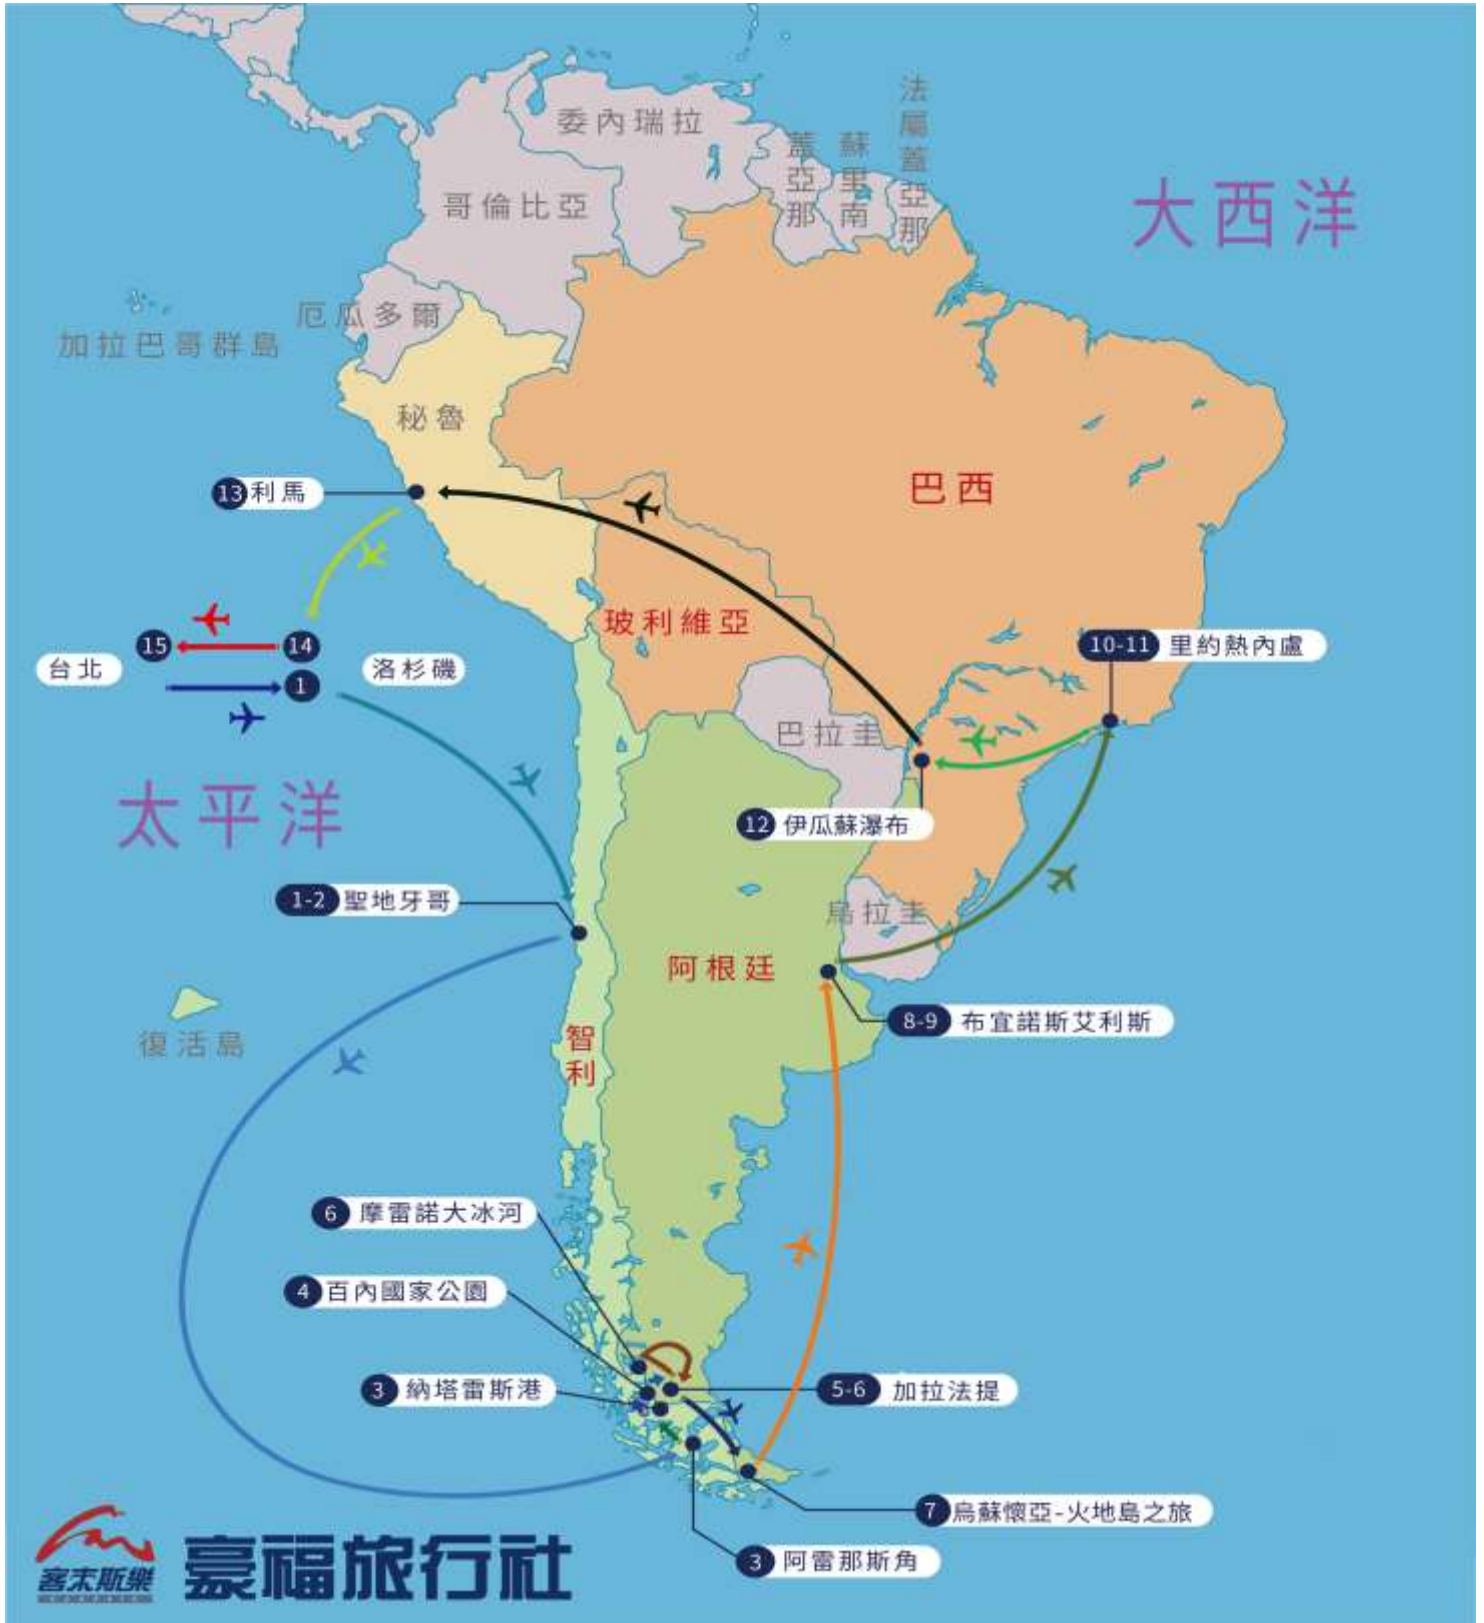 委內瑞拉
法屬蓋亞那
蓋亞那
蘇里南
哥倫比亞
大西洋
厄瓜多爾
加拉巴哥群島
秘魯
巴西
13 利馬
玻利維亞
15
14
10-11 里約熱內盧
台北
1
洛杉磯
巴拉圭
太平洋
12 伊瓜蘇瀑布
1-2 聖地牙哥
烏拉圭
阿根廷
8-9 布宜諾斯艾利斯
復活島
智利
6 摩雷諾大冰河
4 百內國家公園
3 納塔雷斯港
5-6 加拉法提
7 烏蘇懷亞-火地島之旅
3 阿雷那斯角
客末斯樂
豪福旅行社